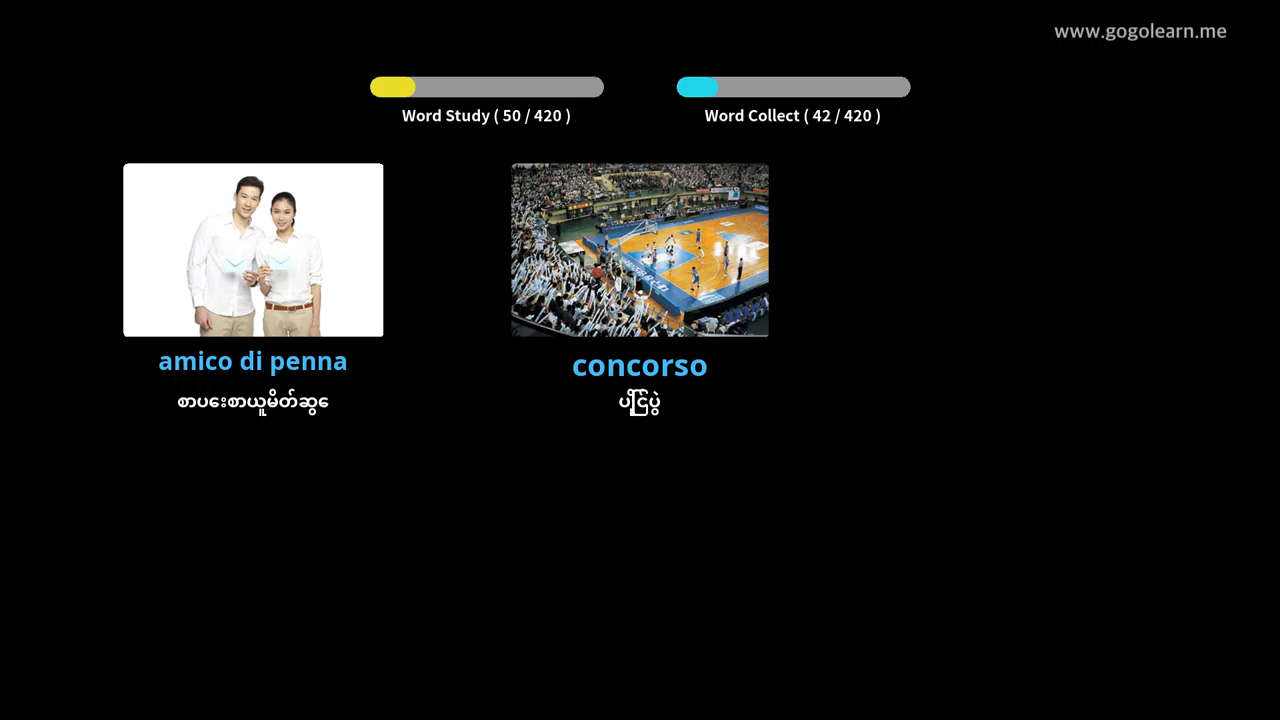 www.gogolearn.me
Word Study ( 50 / 420 )
Word Collect ( 42 / 420 )
amico di penna
စာပေးစာယူမိတ်ဆွေ
concorso
ပြိုင်ပွဲ